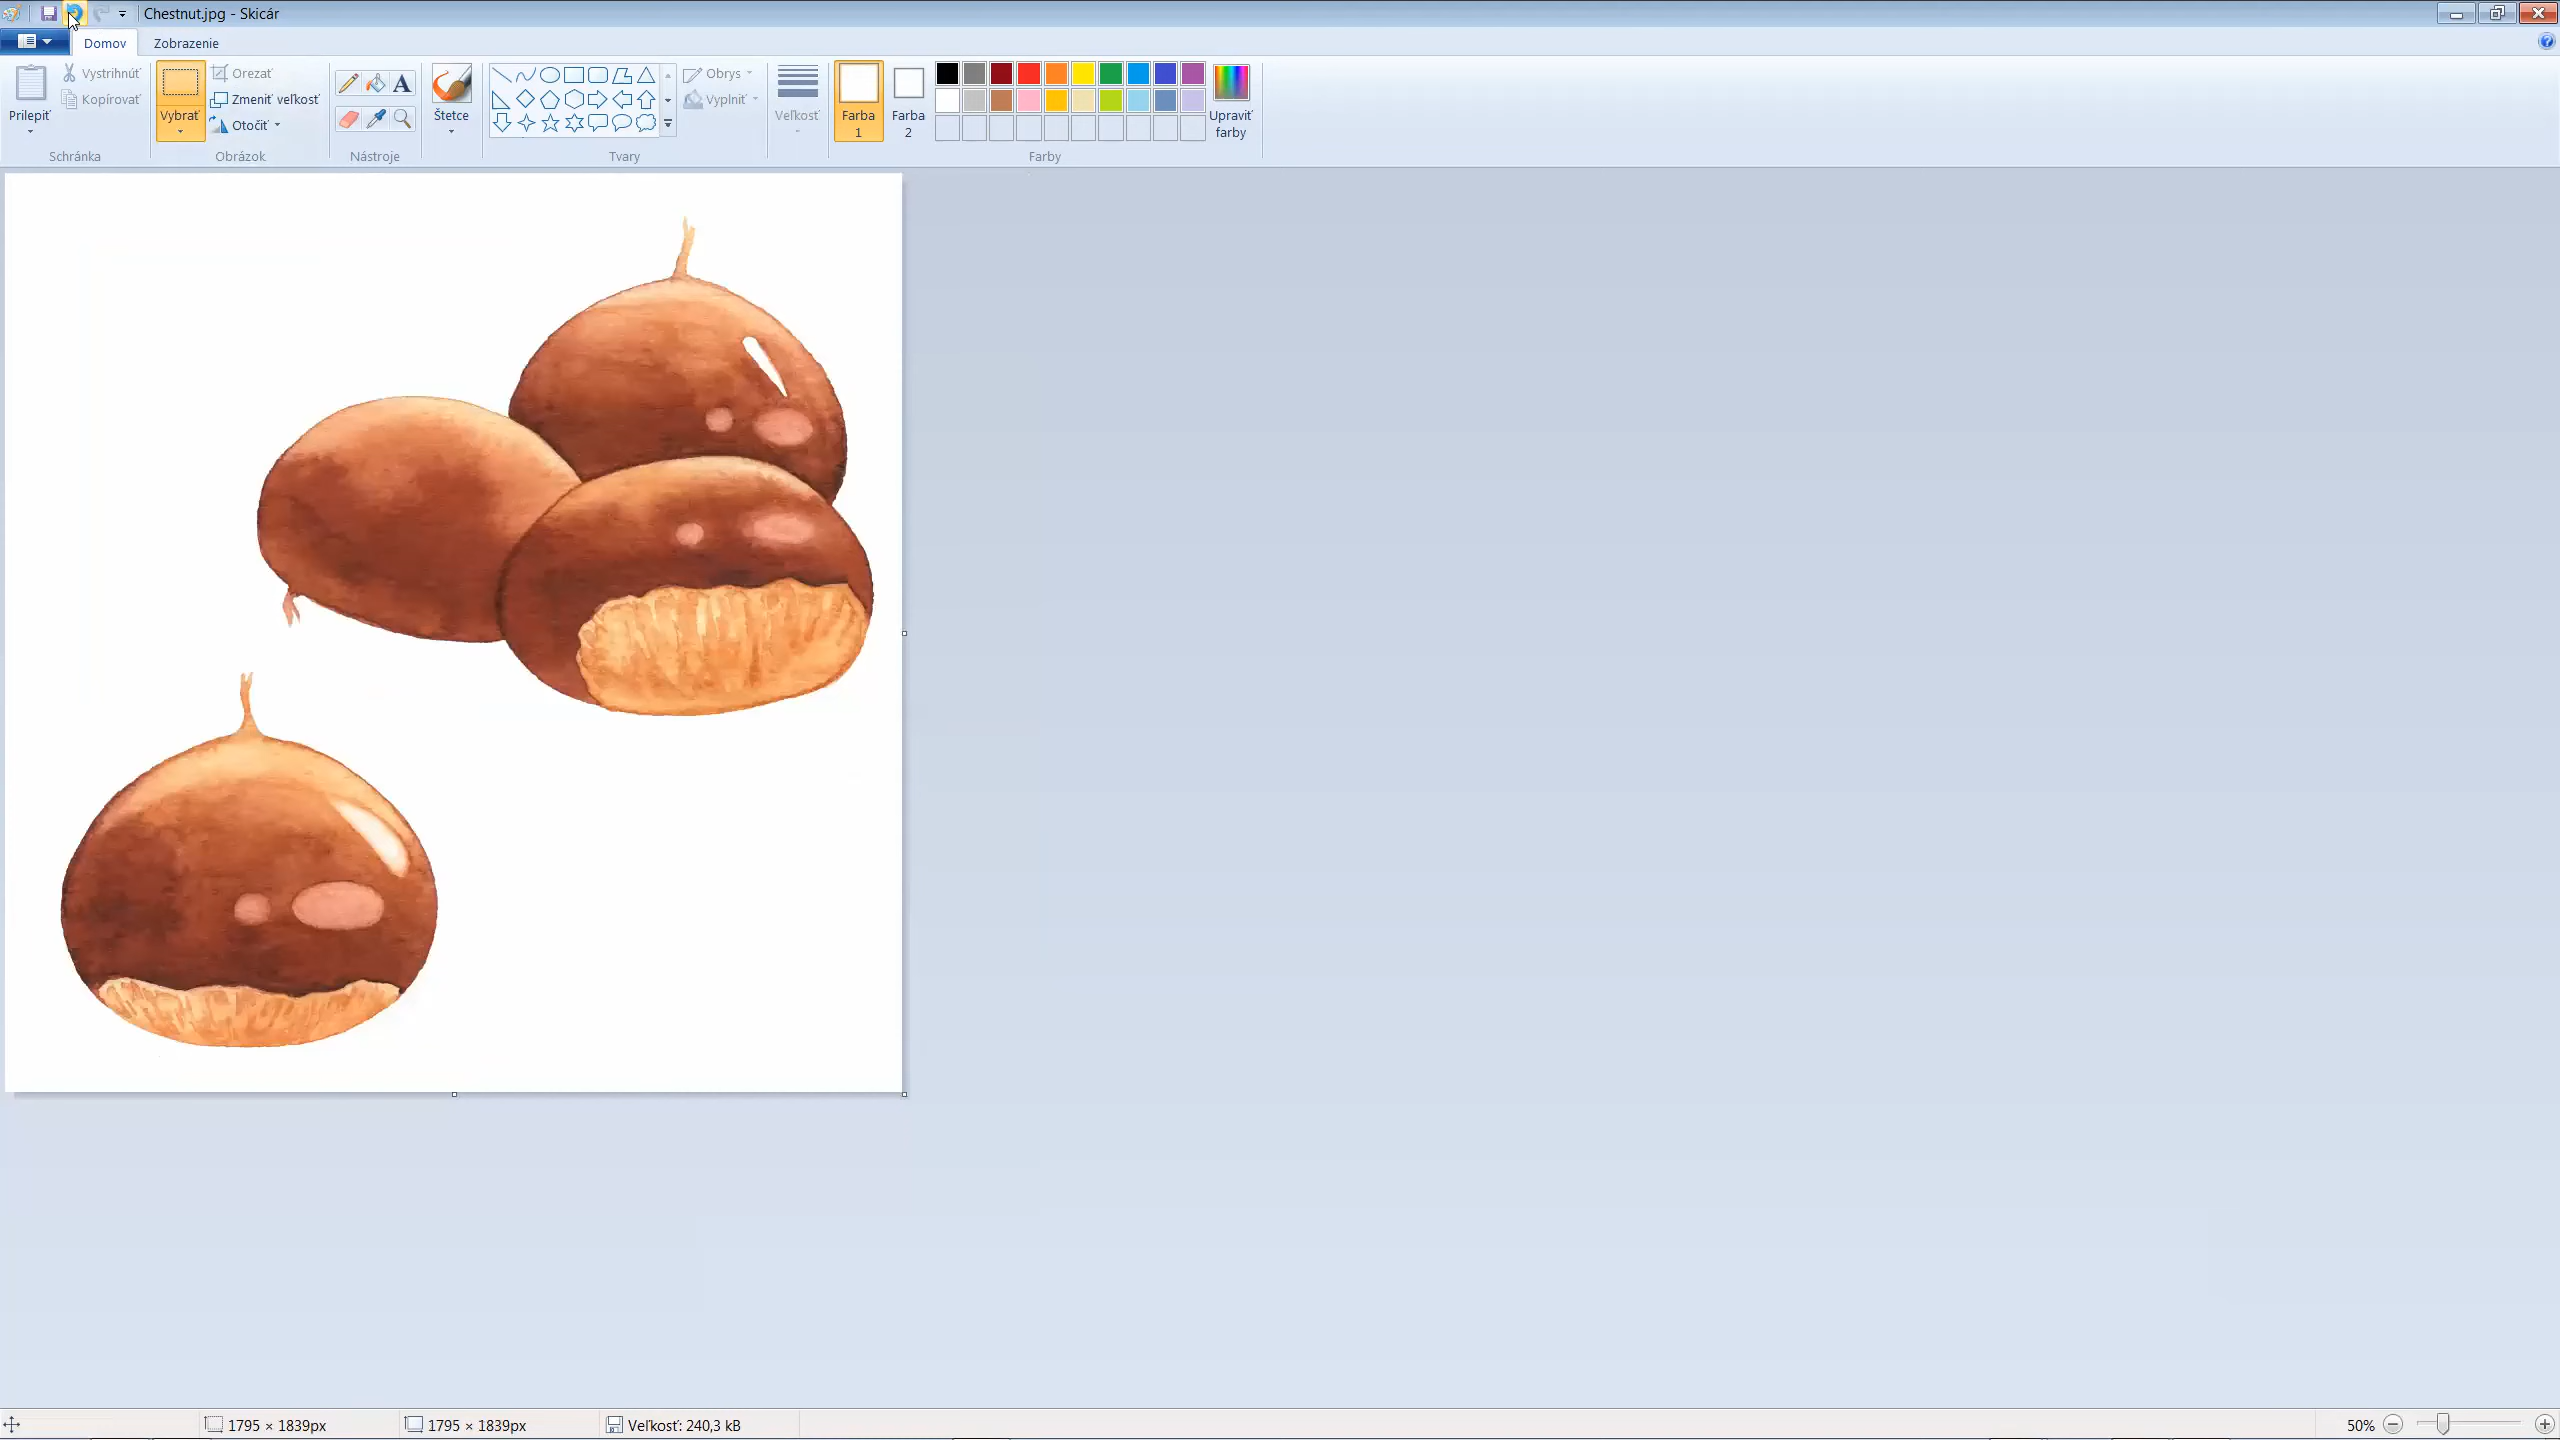 Chestnut.jpg - Skicár
Domov
Zobrazenie
Prilepiť
Vystrihnúť
Kopírovať
Schránka
Vybrať
Orezať
Zmeniť veľkosť
Otočiť
Obrázok
A
Nástroje
Štetce
Obrys
Vyplniť
Tvary
Veľkosť
Farba
1
Farba
2
Upraviť
farby
Farby
1795 × 1839px
1795 × 1839px
Veľkosť: 240,3 kB
50%